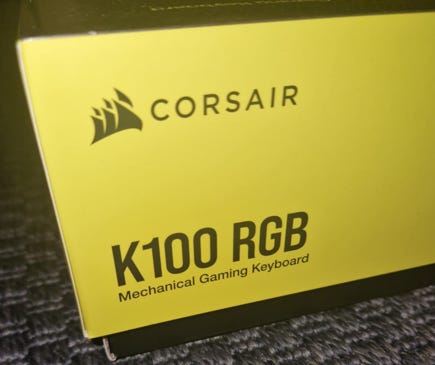 CORSAIR
K100 RGB
Mechanical Gaming Keyboard